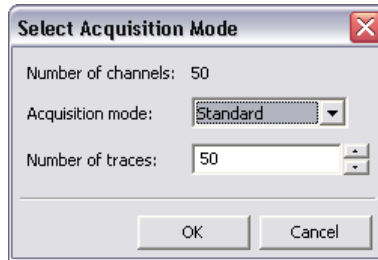 Select Acquisition Mode
Number of channels: 50
Acquisition mode: Standard
Number of traces: 50
OK Cancel